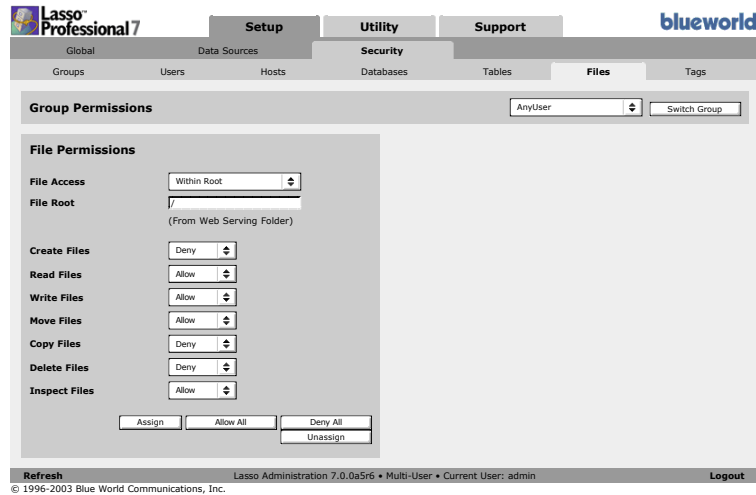 Lasso™
Professional 7
Setup Utility Support
blueworld
Global Data Sources Security
Groups Users Hosts Databases Tables Files Tags
Group Permissions AnyUser Switch Group
File Permissions
File Access Within Root
File Root /
(From Web Serving Folder)
Create Files Deny
Read Files Allow
Write Files Allow
Move Files Allow
Copy Files Deny
Delete Files Deny
Inspect Files Allow
Assign Allow All Deny All
Unassign
Refresh Lasso Administration 7.0.0a5r6 • Multi-User • Current User: admin Logout
© 1996-2003 Blue World Communications, Inc.